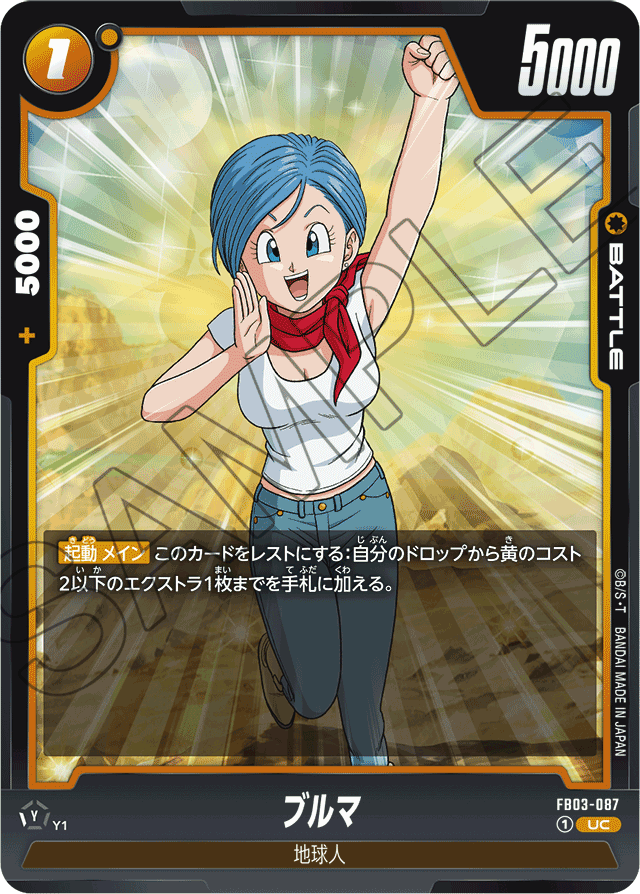 1
5000
+ 5000
BATTLE
SAMPLE
起動 メイン このカードをレストにする:自分のドロップから黄のコスト
2以下のエクストラ1枚までを手札に加える。
©B/S・T BANDAI MADE IN JAPAN
Y Y1
ブルマ
FB03-087
1 UC
地球人